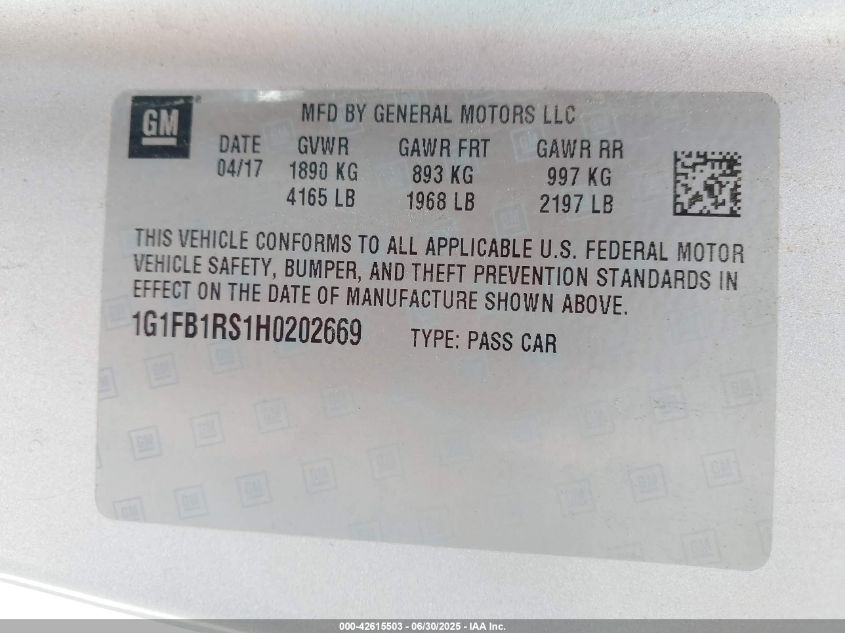 GM
MFD BY GENERAL MOTORS LLC
DATE GVWR GAWR FRT GAWR RR
04/17 1890 KG 893 KG 997 KG
4165 LB 1968 LB 2197 LB
THIS VEHICLE CONFORMS TO ALL APPLICABLE U.S. FEDERAL MOTOR
VEHICLE SAFETY, BUMPER, AND THEFT PREVENTION STANDARDS IN
EFFECT ON THE DATE OF MANUFACTURE SHOWN ABOVE.
1G1FB1RS1H0202669 TYPE: PASS CAR
000-42615503 - 06/30/2025 - IAA Inc.